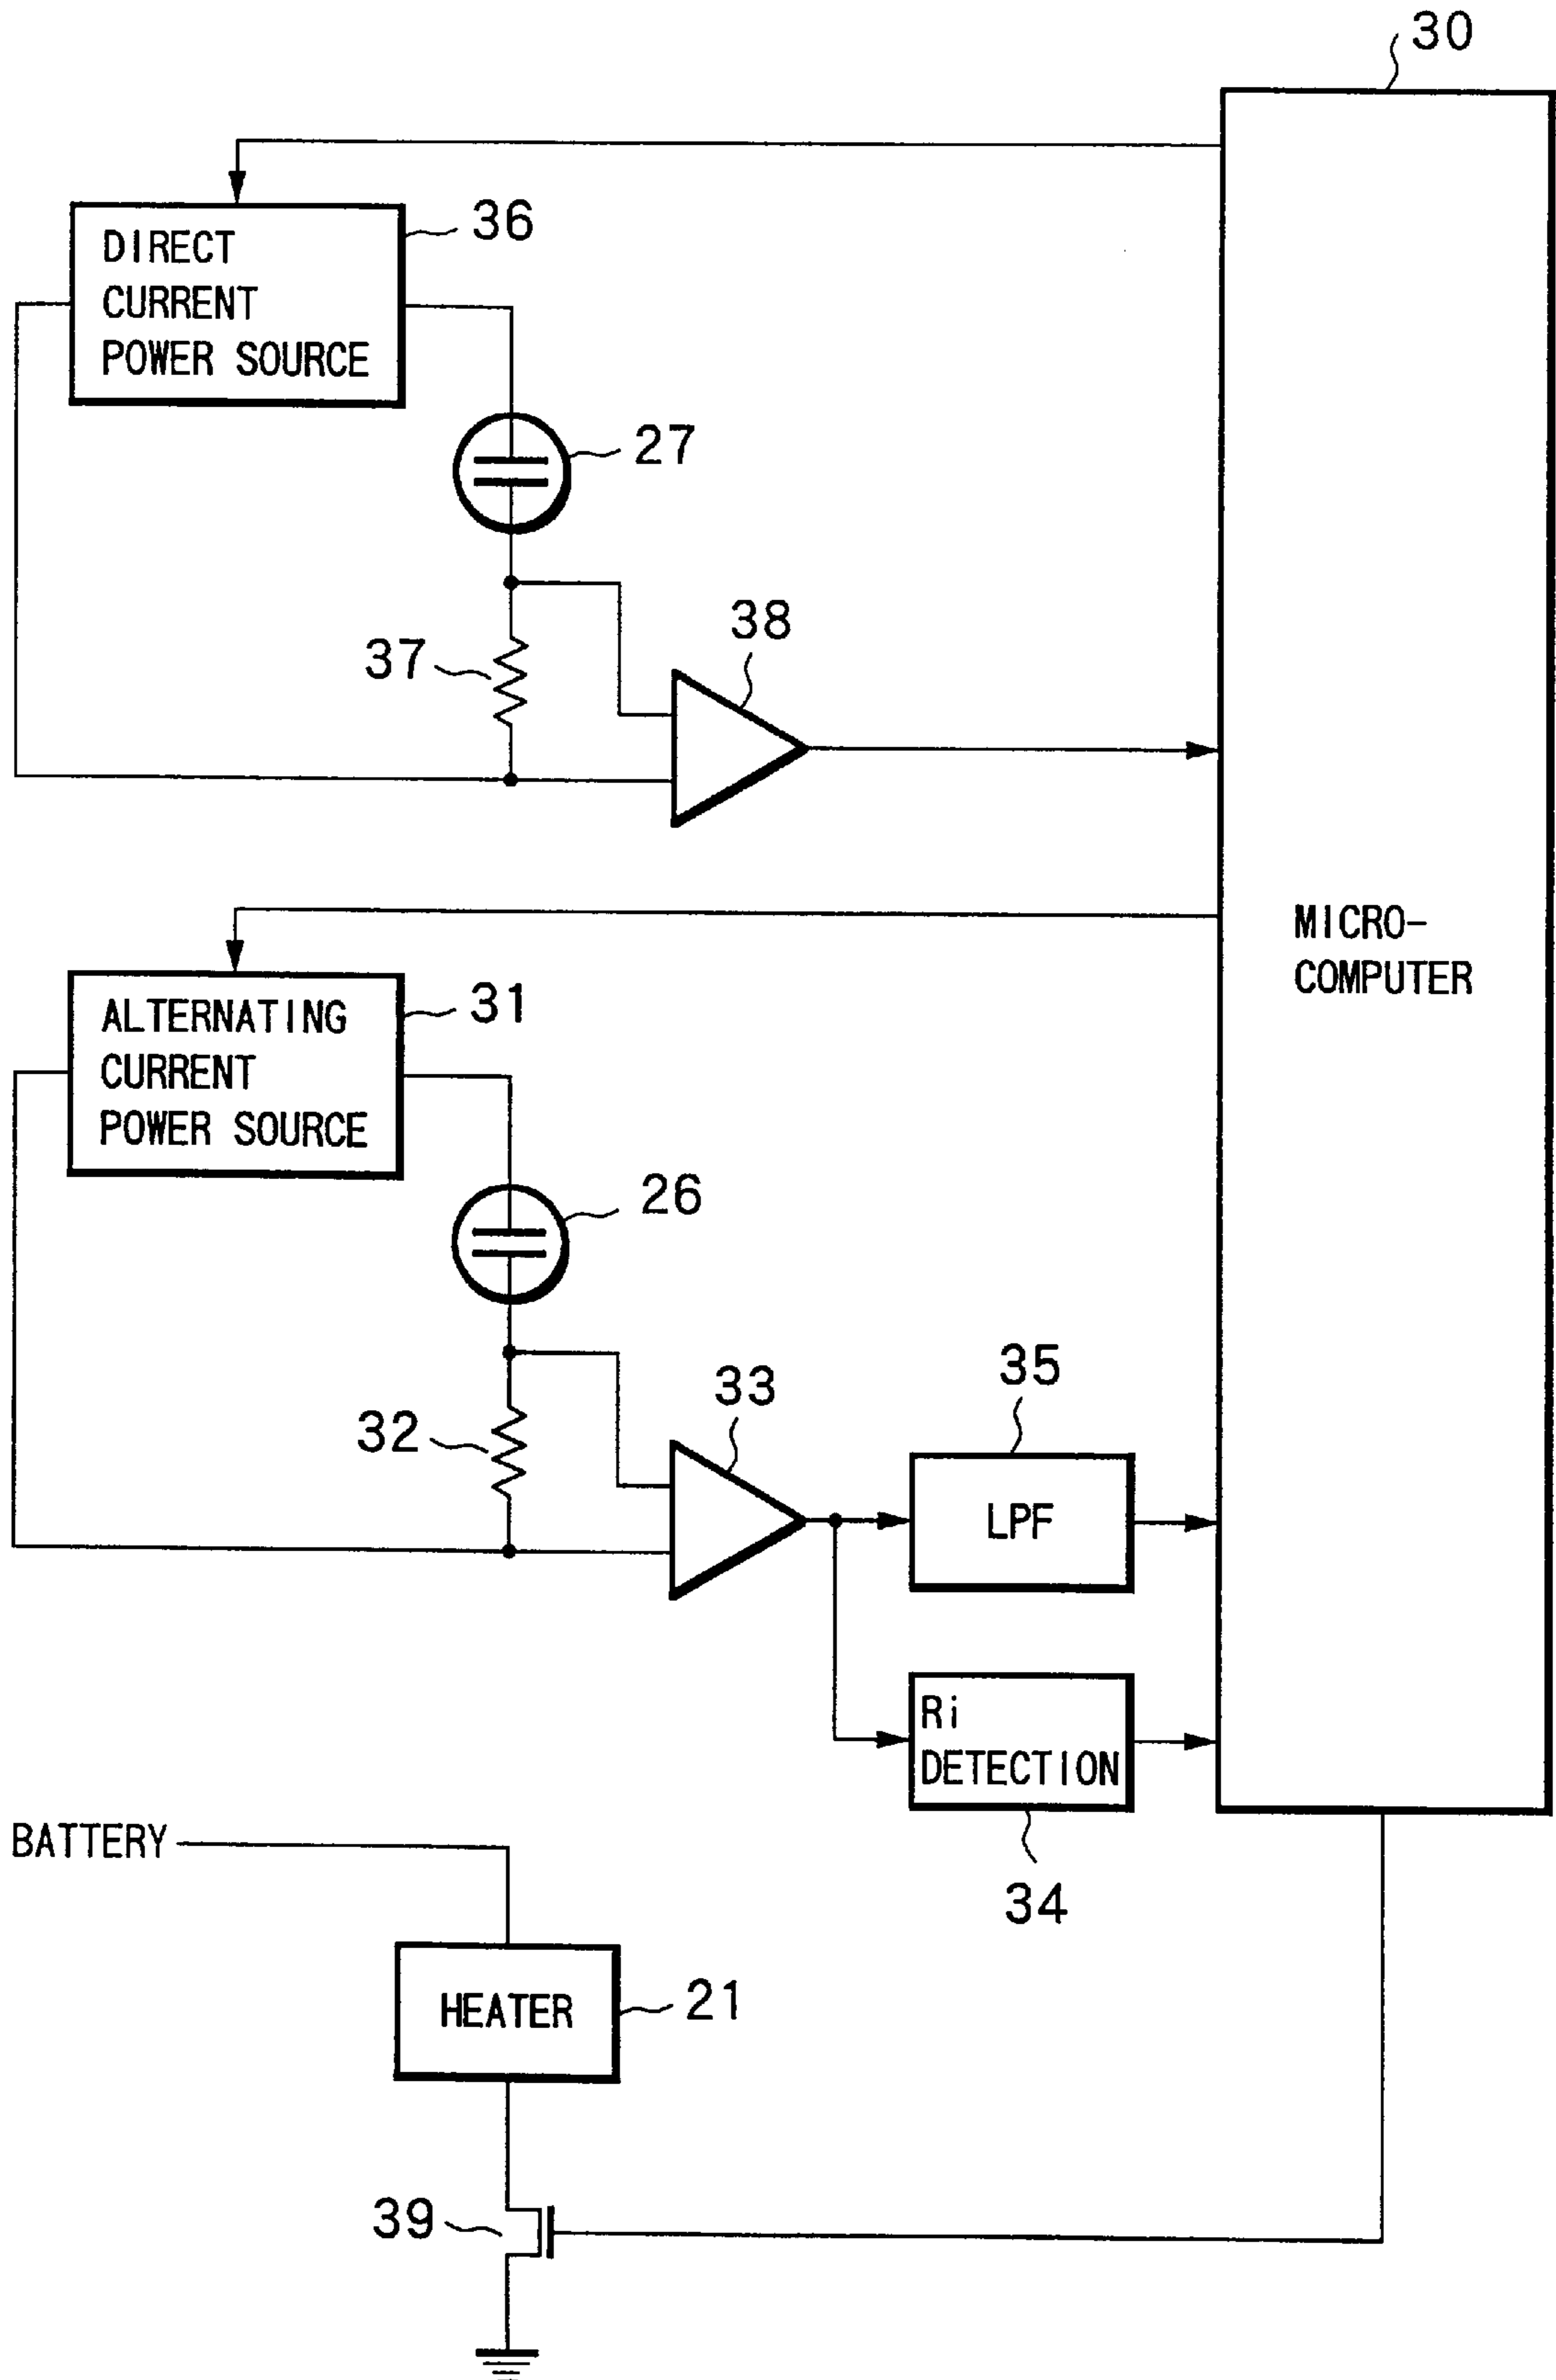 30
DIRECT
CURRENT
POWER SOURCE
36
27
37
38
MICRO-
COMPUTER
ALTERNATING
CURRENT
POWER SOURCE
31
26
32
33
35
LPF
Ri
DETECTION
34
BATTERY
HEATER
21
39